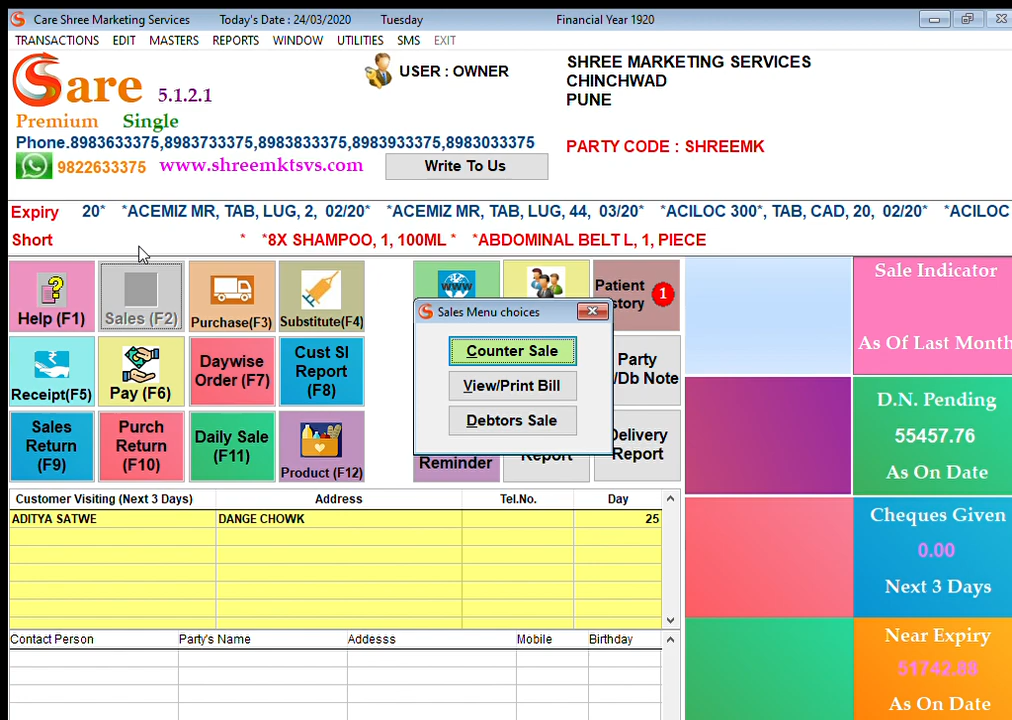 Care Shree Marketing Services Today's Date : 24/03/2020 Tuesday Financial Year 1920
TRANSACTIONS EDIT MASTERS REPORTS WINDOW UTILITIES SMS EXIT
Sare 5.1.2.1
Premium Single
USER : OWNER
SHREE MARKETING SERVICES
CHINCHWAD
PUNE
Phone.8983633375,8983733375,8983833375,8983933375,8983033375
PARTY CODE : SHREEMK
9822633375 www.shreemktsvs.com Write To Us
Expiry 20* *ACEMIZ MR, TAB, LUG, 2, 02/20* *ACEMIZ MR, TAB, LUG, 44, 03/20* *ACILOC 300*, TAB, CAD, 20, 02/20* *ACILOC
Short * *8X SHAMPOO, 1, 100ML * *ABDOMINAL BELT L, 1, PIECE
Help (F1)
Sales (F2)
Purchase(F3)
Substitute(F4)
www
Patient
story
1
Receipt(F5)
Pay (F6)
Daywise
Order (F7)
Cust Sl
Report
(F8)
Party
/Db Note
Sales
Return
(F9)
Purch
Return
(F10)
Daily Sale
(F11)
Product (F12)
Reminder
Report
Delivery
Report
Sales Menu choices
Counter Sale
View/Print Bill
Debtors Sale
Sale Indicator
As Of Last Month
D.N. Pending
55457.76
As On Date
Cheques Given
0.00
Next 3 Days
Near Expiry
51742.88
As On Date
Customer Visiting (Next 3 Days) Address Tel.No. Day
ADITYA SATWE DANGE CHOWK 25
Contact Person Party's Name Addesss Mobile Birthday